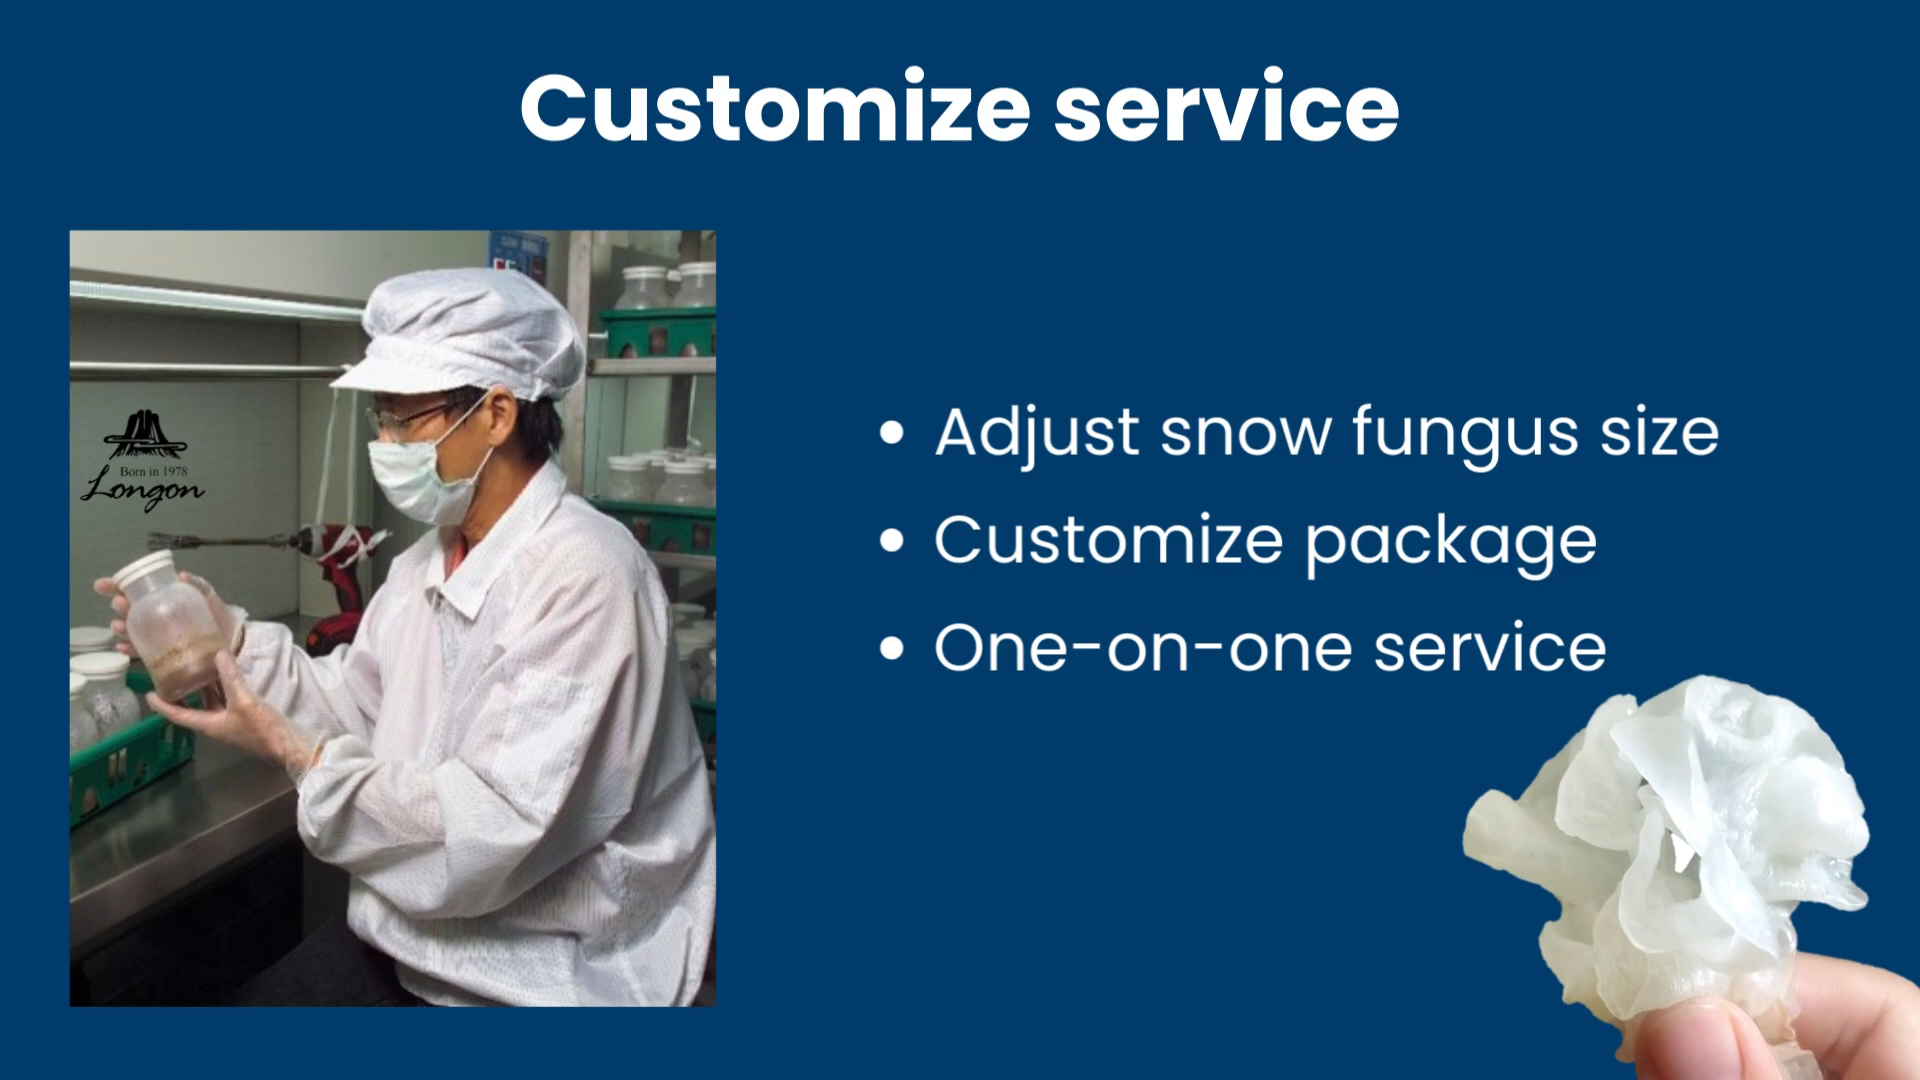 Customize service
Born in 1978
Longon
Adjust snow fungus size
Customize package
One-on-one service